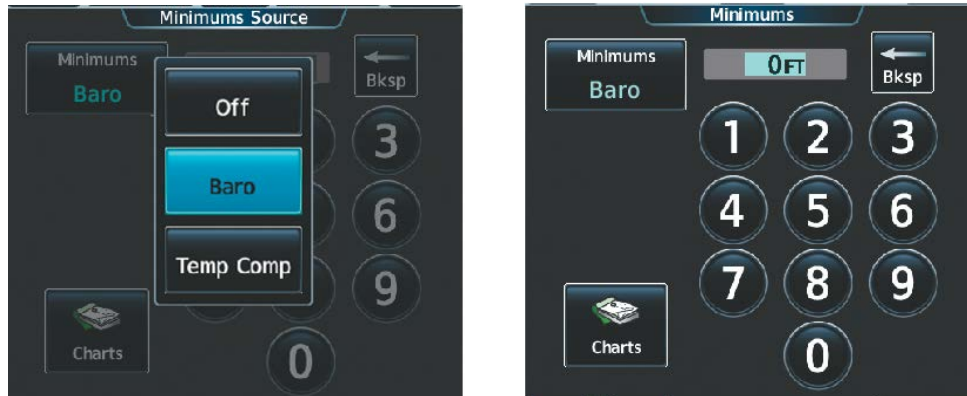 Minimums Source
Minimums
Baro
Bksp
Off
Baro
Temp Comp
3
6
9
0
Charts
Minimums
Minimums
Baro
0FT
Bksp
1 2 3
4 5 6
7 8 9
0
Charts